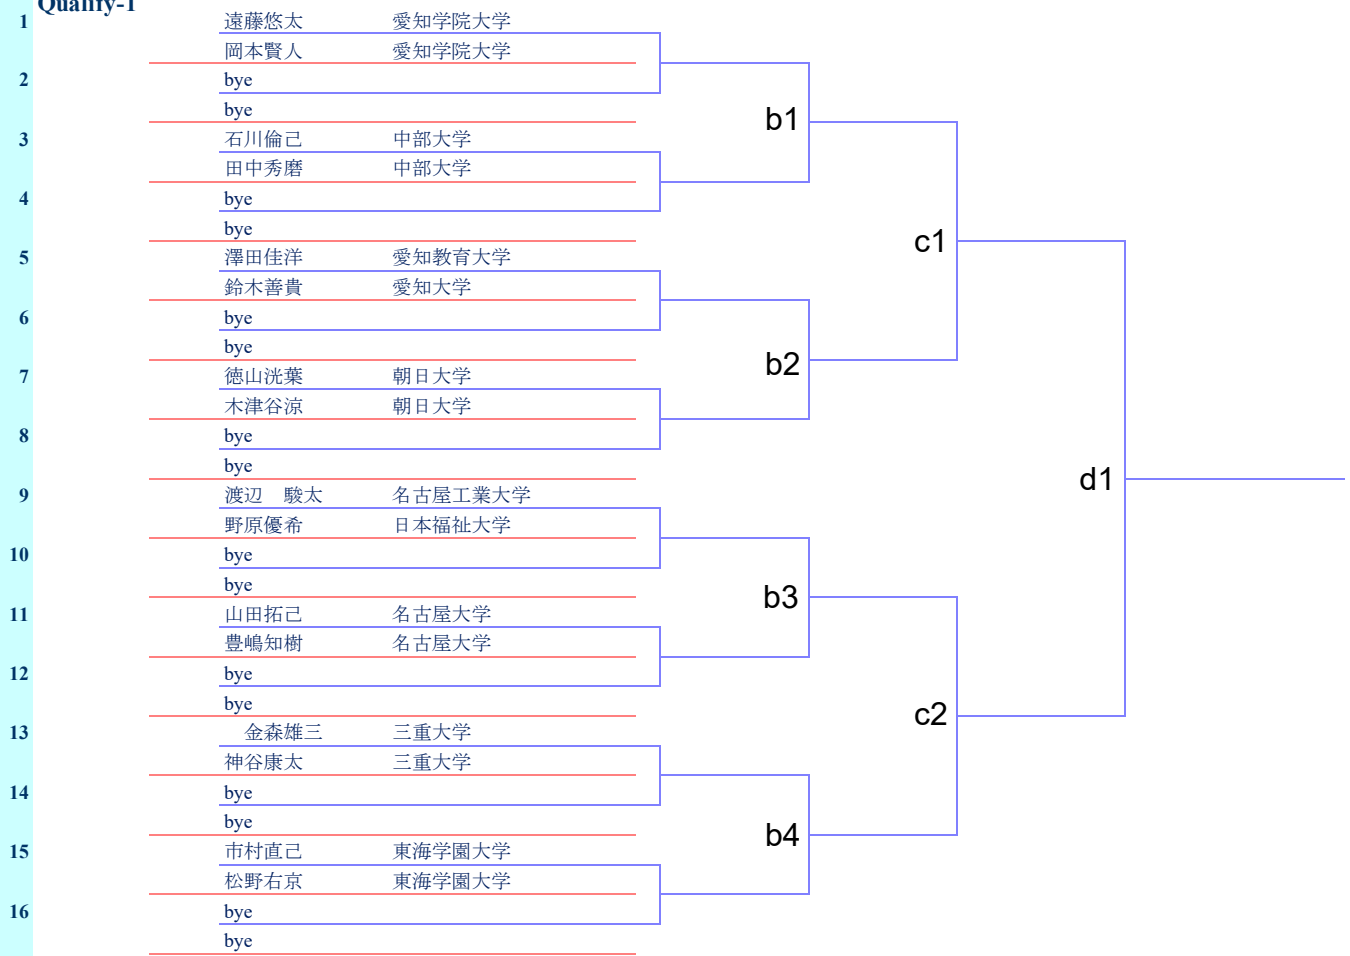 Qualify-1
1 遠藤悠太 愛知学院大学
岡本賢人 愛知学院大学
2 bye
bye
b1
3 石川倫己 中部大学
田中秀磨 中部大学
4 bye
bye
c1
5 澤田佳洋 愛知教育大学
鈴木善貴 愛知大学
6 bye
bye
b2
7 徳山洸葉 朝日大学
木津谷涼 朝日大学
8 bye
bye
d1
9 渡辺　駿太 名古屋工業大学
野原優希 日本福祉大学
10 bye
bye
b3
11 山田拓己 名古屋大学
豊嶋知樹 名古屋大学
12 bye
bye
c2
13 金森雄三 三重大学
神谷康太 三重大学
14 bye
bye
b4
15 市村直己 東海学園大学
松野右京 東海学園大学
16 bye
bye